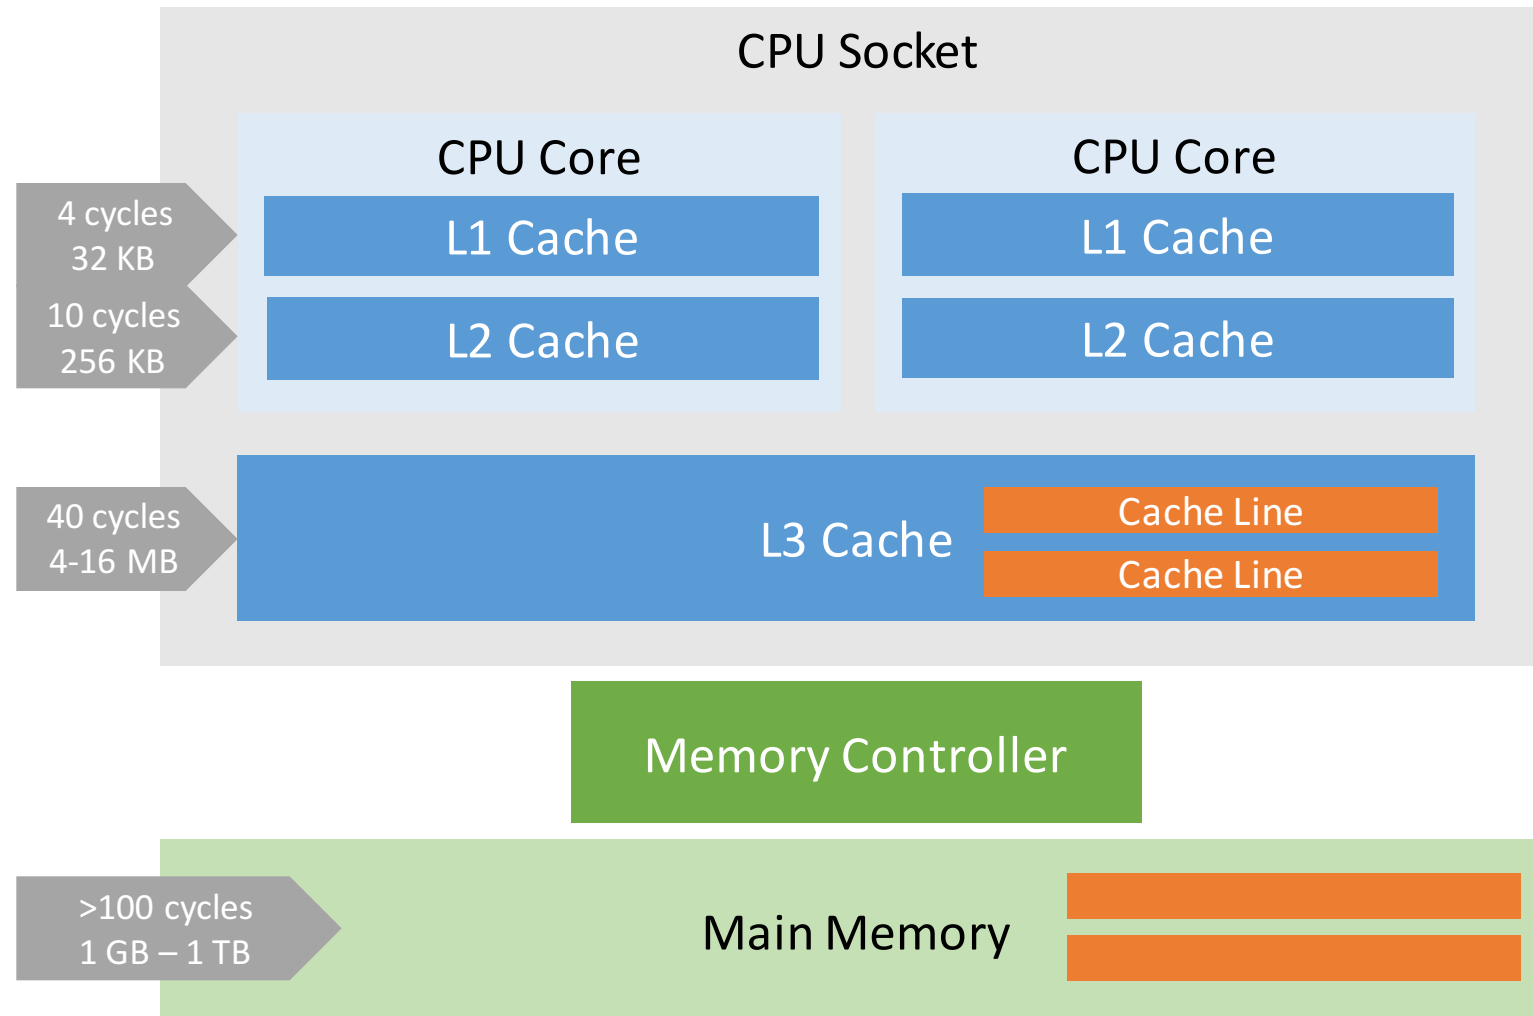 CPU Socket
CPU Core
CPU Core
4 cycles
32 KB
L1 Cache
L1 Cache
10 cycles
256 KB
L2 Cache
L2 Cache
40 cycles
4-16 MB
L3 Cache
Cache Line
Cache Line
Memory Controller
>100 cycles
1 GB – 1 TB
Main Memory